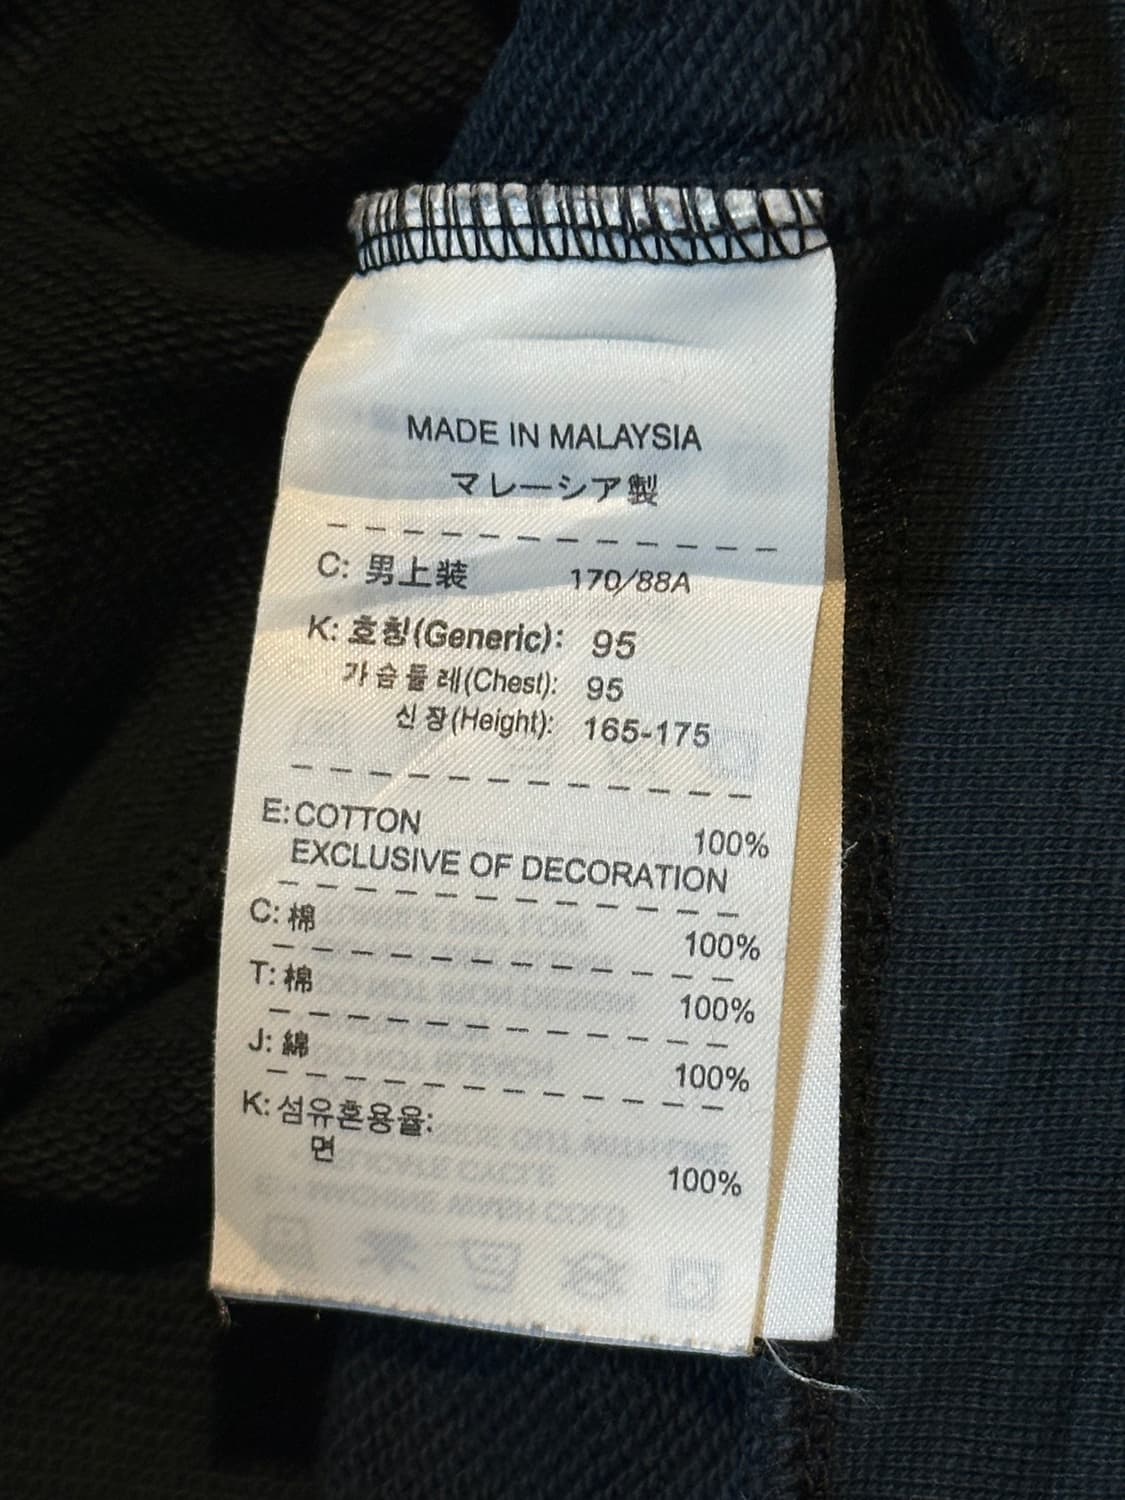 MADE IN MALAYSIA
マレーシア製
C: 男上装 170/88A
K: 호칭(Generic): 95
가슴둘레(Chest): 95
신장(Height): 165-175
E: COTTON 100%
EXCLUSIVE OF DECORATION
C: 棉 100%
T: 棉 100%
J: 綿 100%
K: 섬유혼용율:
면 100%